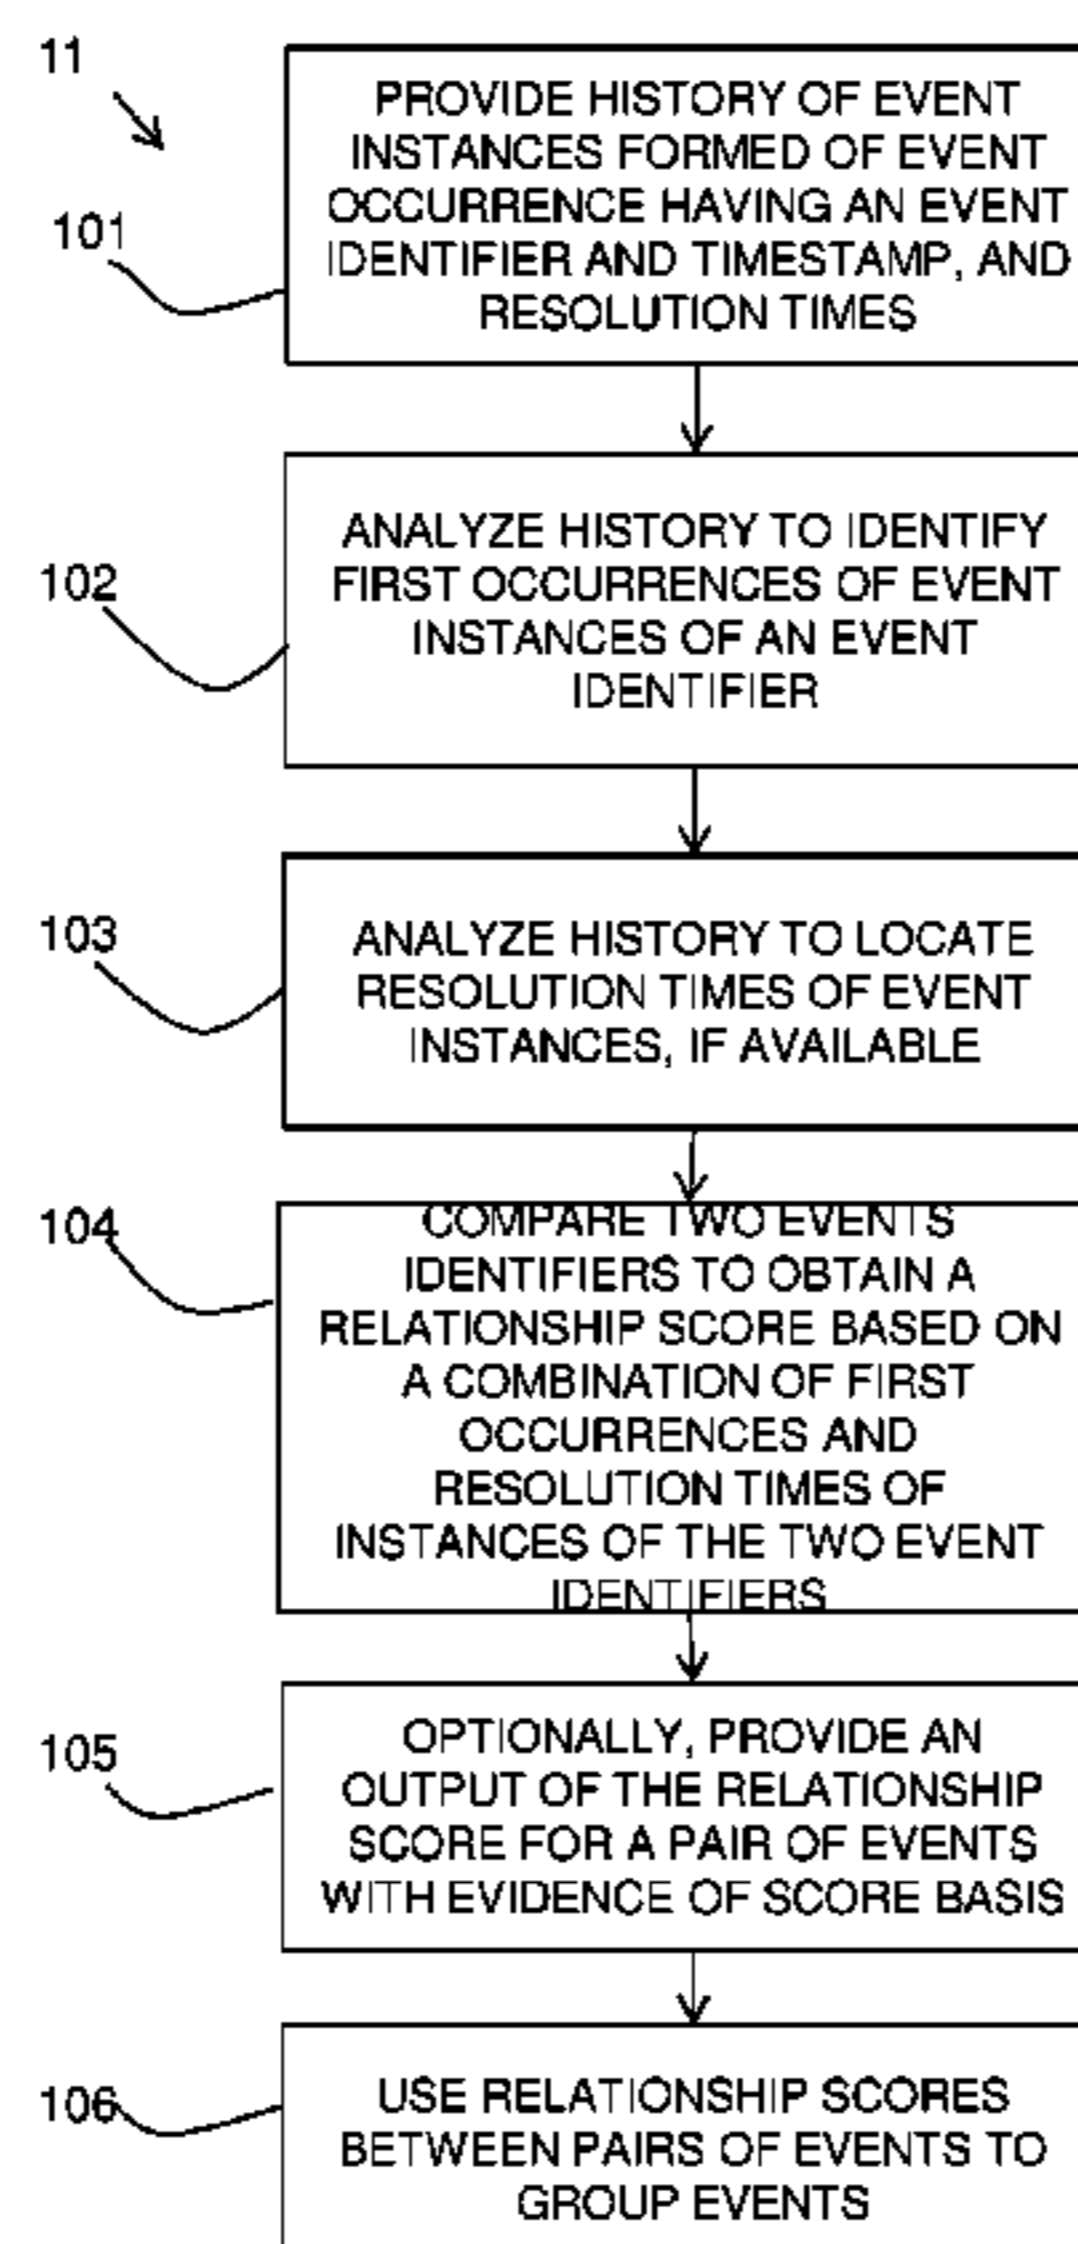 11
PROVIDE HISTORY OF EVENT
INSTANCES FORMED OF EVENT
OCCURRENCE HAVING AN EVENT
IDENTIFIER AND TIMESTAMP, AND
RESOLUTION TIMES
101
ANALYZE HISTORY TO IDENTIFY
FIRST OCCURRENCES OF EVENT
INSTANCES OF AN EVENT
IDENTIFIER
102
ANALYZE HISTORY TO LOCATE
RESOLUTION TIMES OF EVENT
INSTANCES, IF AVAILABLE
103
COMPARE TWO EVENTS
IDENTIFIERS TO OBTAIN A
RELATIONSHIP SCORE BASED ON
A COMBINATION OF FIRST
OCCURRENCES AND
RESOLUTION TIMES OF
INSTANCES OF THE TWO EVENT
IDENTIFIERS
104
OPTIONALLY, PROVIDE AN
OUTPUT OF THE RELATIONSHIP
SCORE FOR A PAIR OF EVENTS
WITH EVIDENCE OF SCORE BASIS
105
USE RELATIONSHIP SCORES
BETWEEN PAIRS OF EVENTS TO
GROUP EVENTS
106